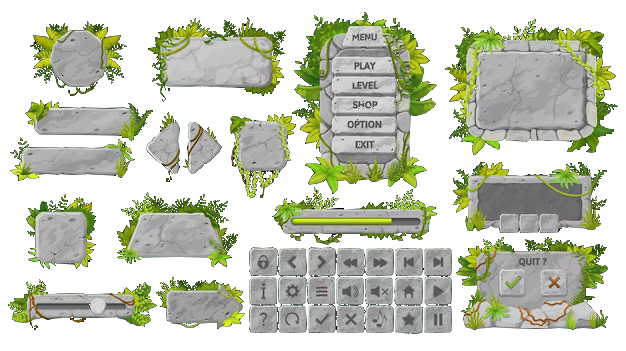 MENU
PLAY
LEVEL
SHOP
OPTION
EXIT
QUIT ?
i
?